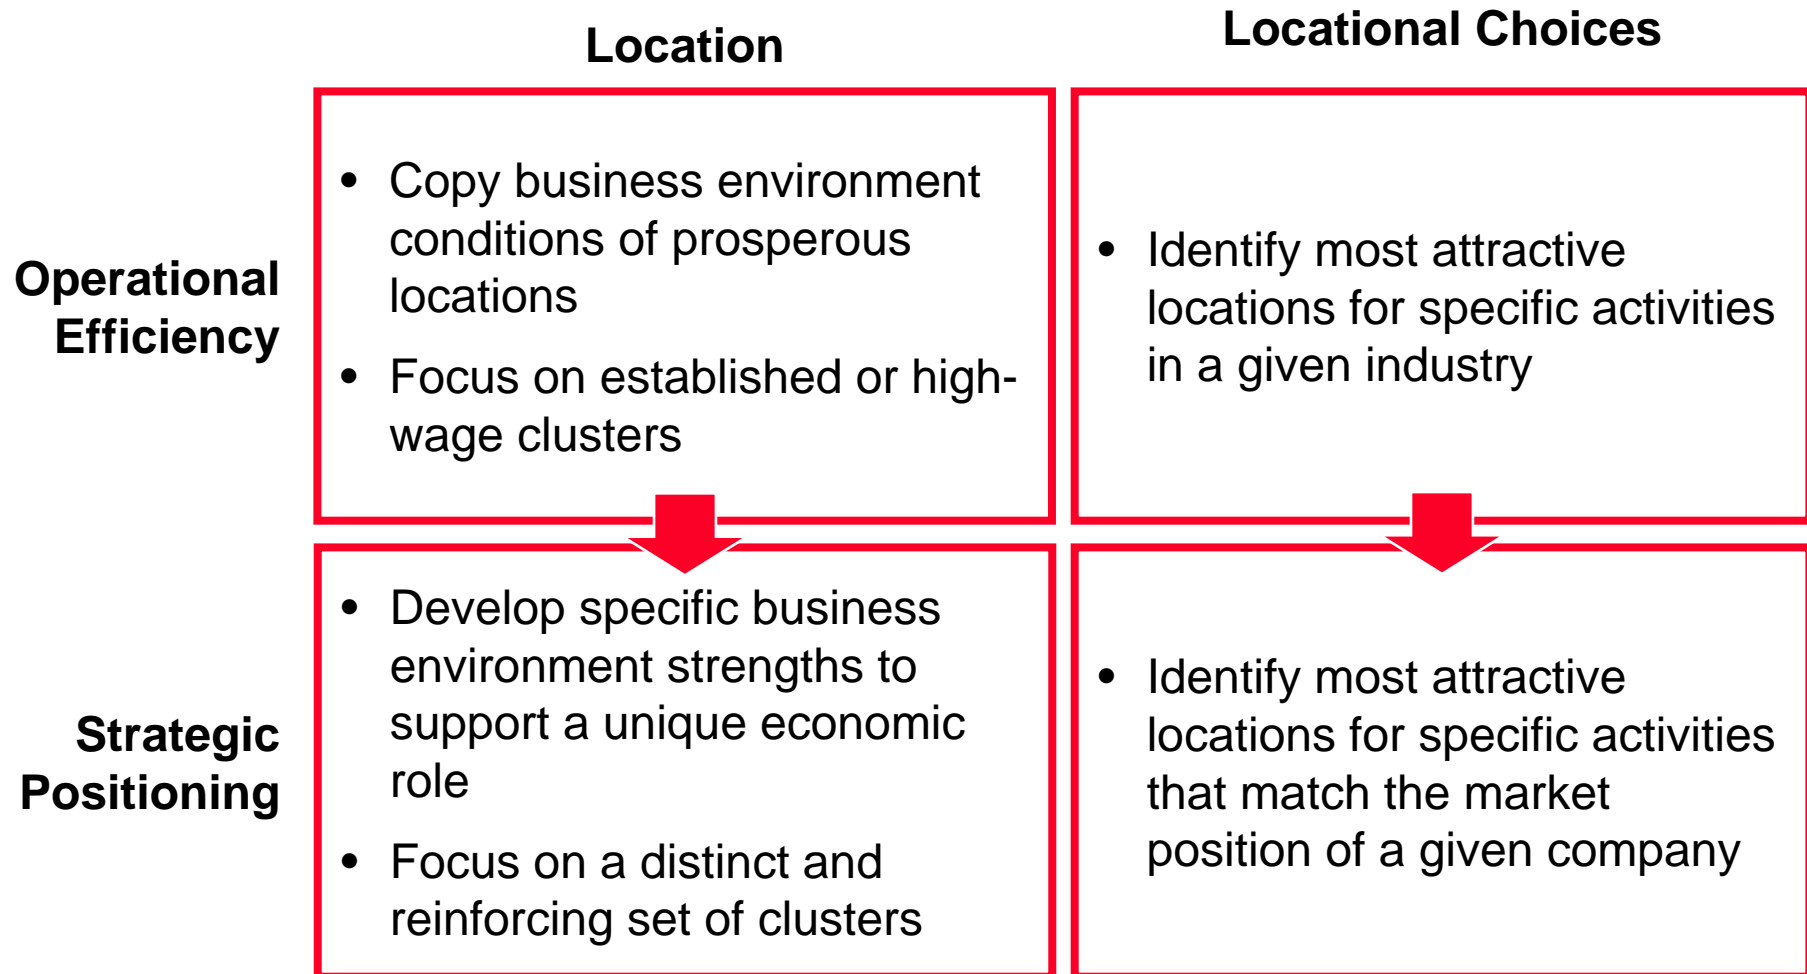 Location
Locational Choices
Operational
Efficiency
• Copy business environment
conditions of prosperous
locations
• Focus on established or high-
wage clusters
• Identify most attractive
locations for specific activities
in a given industry
Strategic
Positioning
• Develop specific business
environment strengths to
support a unique economic
role
• Focus on a distinct and
reinforcing set of clusters
• Identify most attractive
locations for specific activities
that match the market
position of a given company